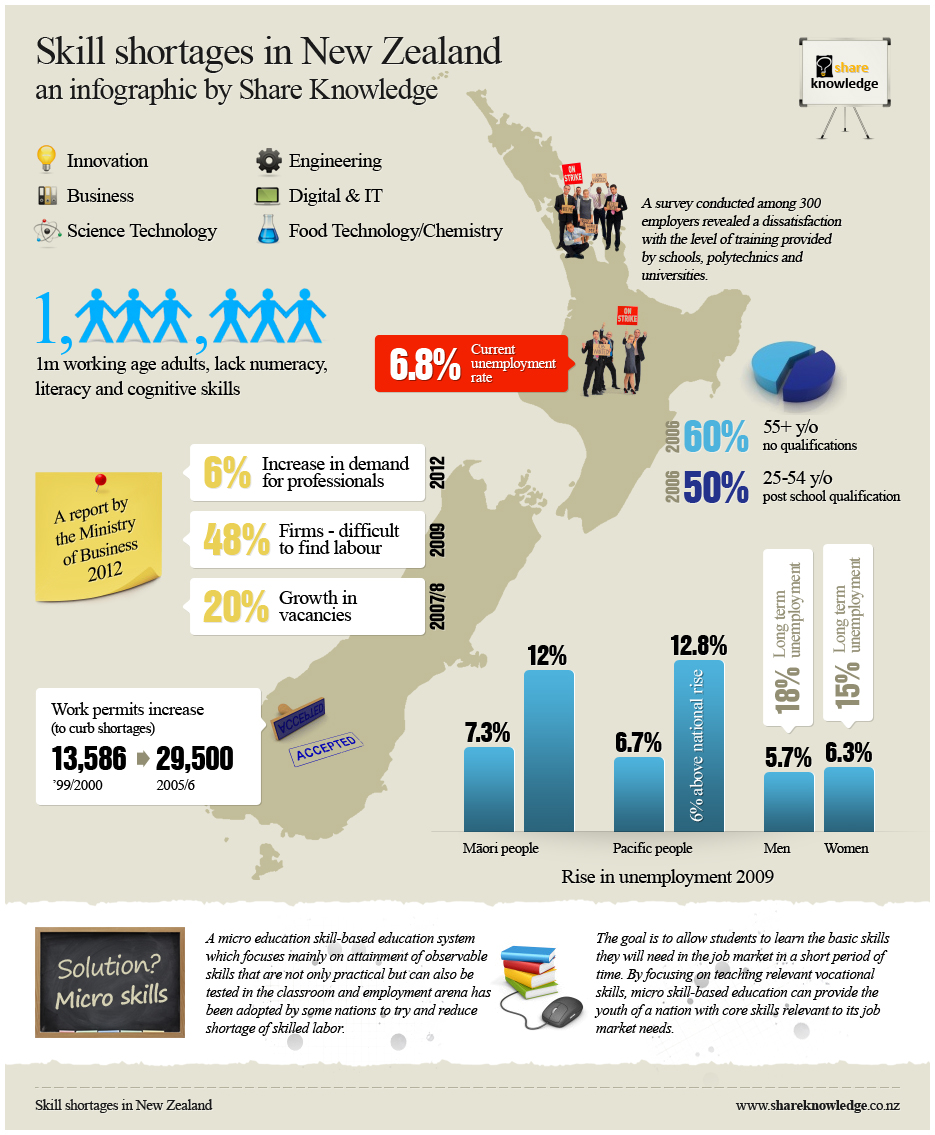 Skill shortages in New Zealand
an infographic by Share Knowledge
share
knowledge
Innovation
Business
Science Technology
Engineering
Digital & IT
Food Technology/Chemistry
ON
STRIKE
A survey conducted among 300
employers revealed a dissatisfaction
with the level of training provided
by schools, polytechnics and
universities.
1,
1m working age adults, lack numeracy,
literacy and cognitive skills
ON
STRIKE
6.8%
Current
unemployment
rate
2006
60%
55+ y/o
no qualifications
2006
50%
25-54 y/o
post school qualification
A report by
the Ministry
of Business
2012
6%
Increase in demand
for professionals
2012
48%
Firms - difficult
to find labour
2009
20%
Growth in
vacancies
2007/8
Work permits increase
(to curb shortages)
13,586
29,500
'99/2000
2005/6
ACCEPTED
ACCEPTED
7.3%
12%
Māori people
6.7%
12.8%
6% above national rise
Pacific people
18%
Long term
unemployment
5.7%
Men
15%
Long term
unemployment
6.3%
Women
Rise in unemployment 2009
Solution?
Micro skills
A micro education skill-based education system
which focuses mainly on attainment of observable
skills that are not only practical but can also be
tested in the classroom and employment arena has
been adopted by some nations to try and reduce
shortage of skilled labor.
The goal is to allow students to learn the basic skills
they will need in the job market in a short period of
time. By focusing on teaching relevant vocational
skills, micro skill-based education can provide the
youth of a nation with core skills relevant to its job
market needs.
Skill shortages in New Zealand
www.shareknowledge.co.nz